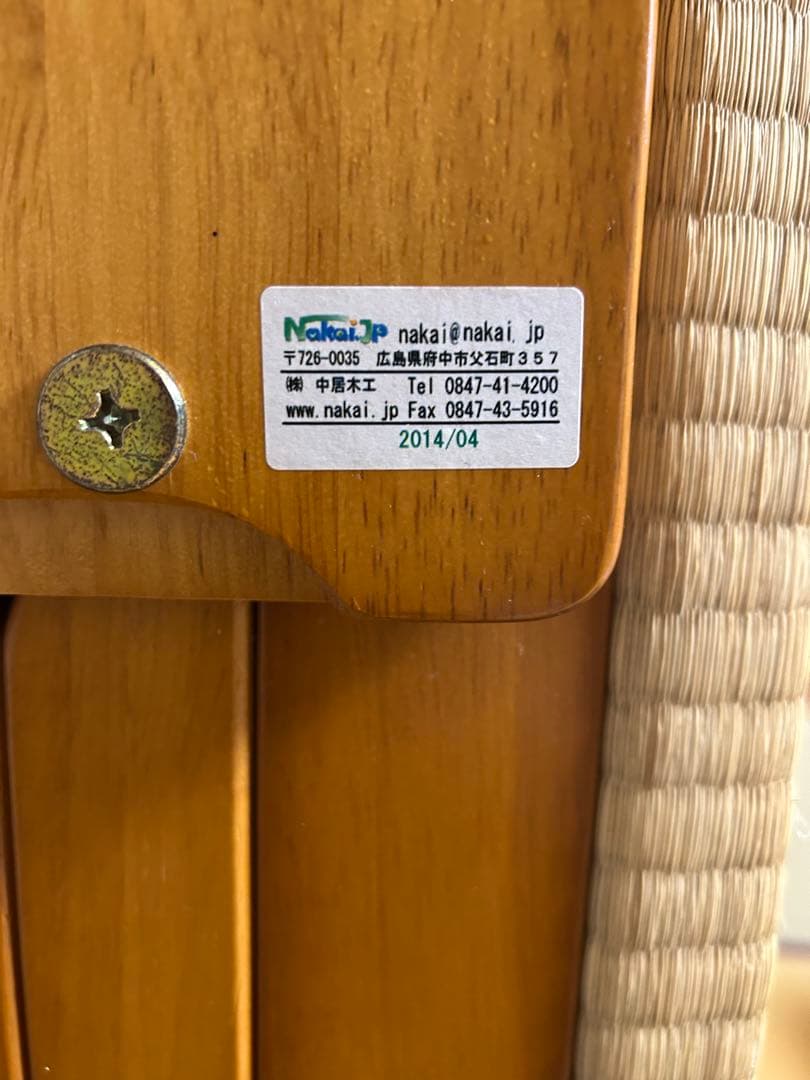 Nakai.jp nakai@nakai.jp
〒726-0035 広島県府中市父石町３５７
㈱ 中居木工 Tel 0847-41-4200
www.nakai.jp Fax 0847-43-5916
2014/04